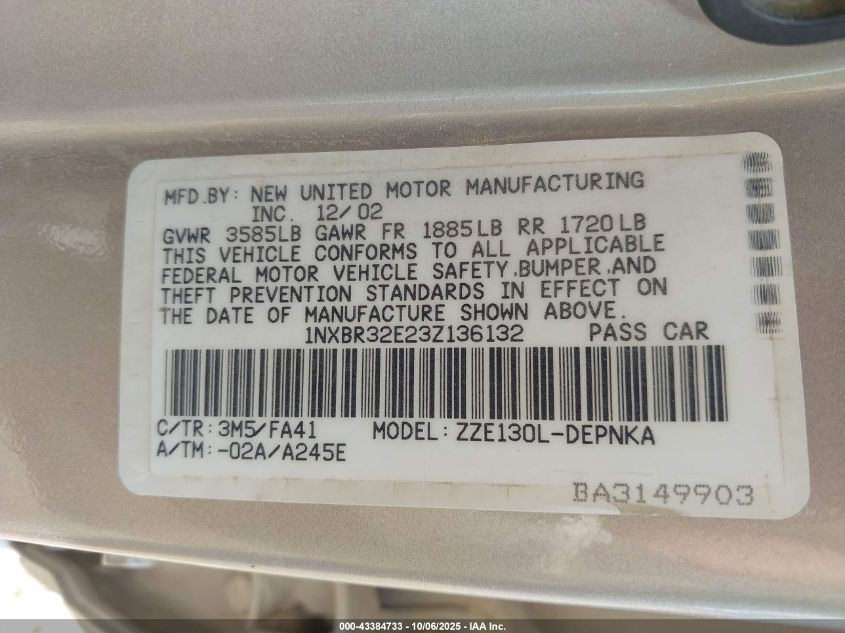 MFD.BY: NEW UNITED MOTOR MANUFACTURING
INC. 12/02
GVWR 3585LB GAWR FR 1885LB RR 1720LB
THIS VEHICLE CONFORMS TO ALL APPLICABLE
FEDERAL MOTOR VEHICLE SAFETY,BUMPER,AND
THEFT PREVENTION STANDARDS IN EFFECT ON
THE DATE OF MANUFACTURE SHOWN ABOVE.
1NXBR32E23Z136132 PASS CAR
C/TR: 3M5/FA41 MODEL: ZZE130L-DEPNKA
A/TM:-02A/A245E
BA3149903
000-43384733 - 10/06/2025 - IAA Inc.